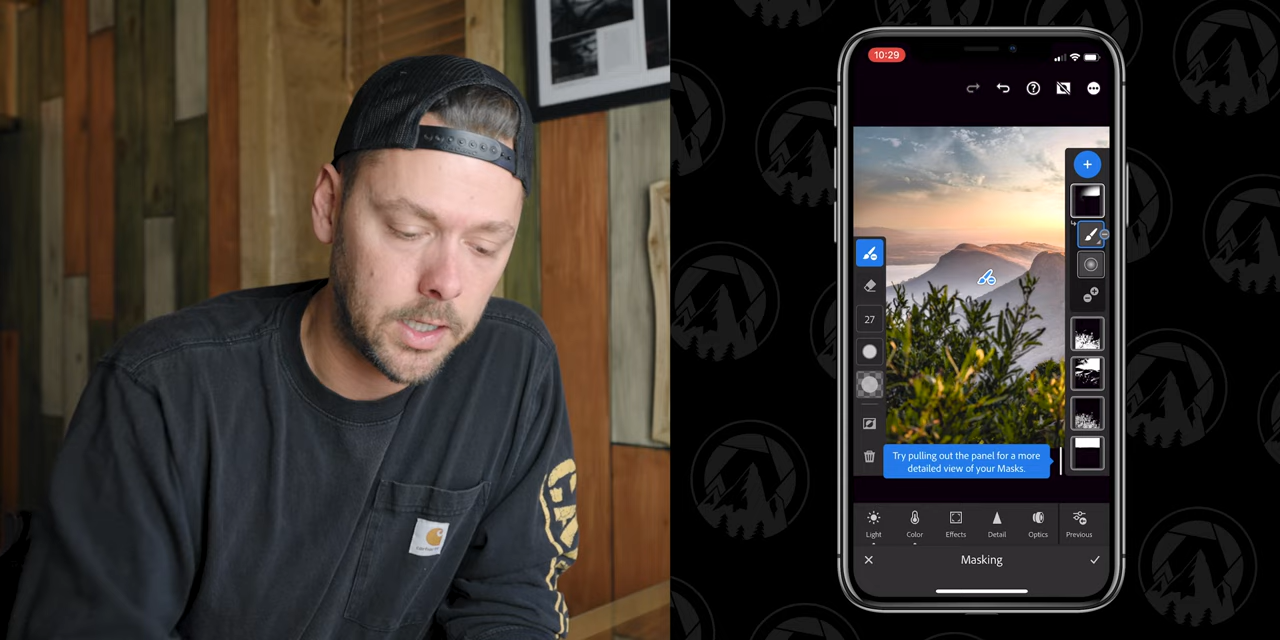 10:29
27
Try pulling out the panel for a more
detailed view of your Masks.
Light
Color
Effects
Detail
Optics
Previous
Masking